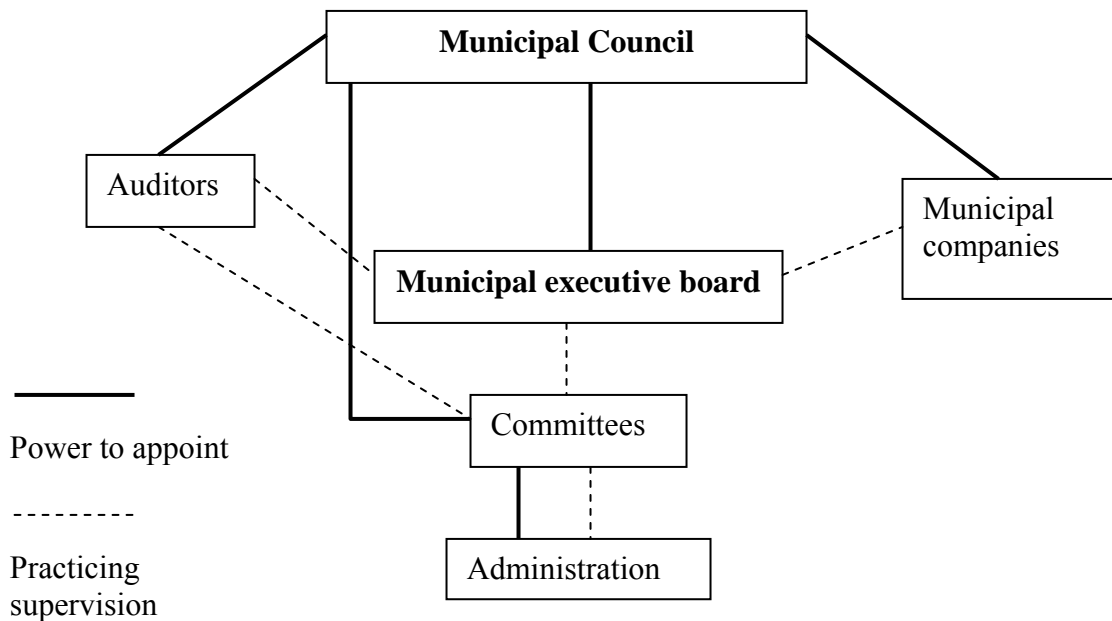 Municipal Council
Auditors
Municipal
companies
Municipal executive board
Committees
Power to appoint
Administration
Practicing
supervision